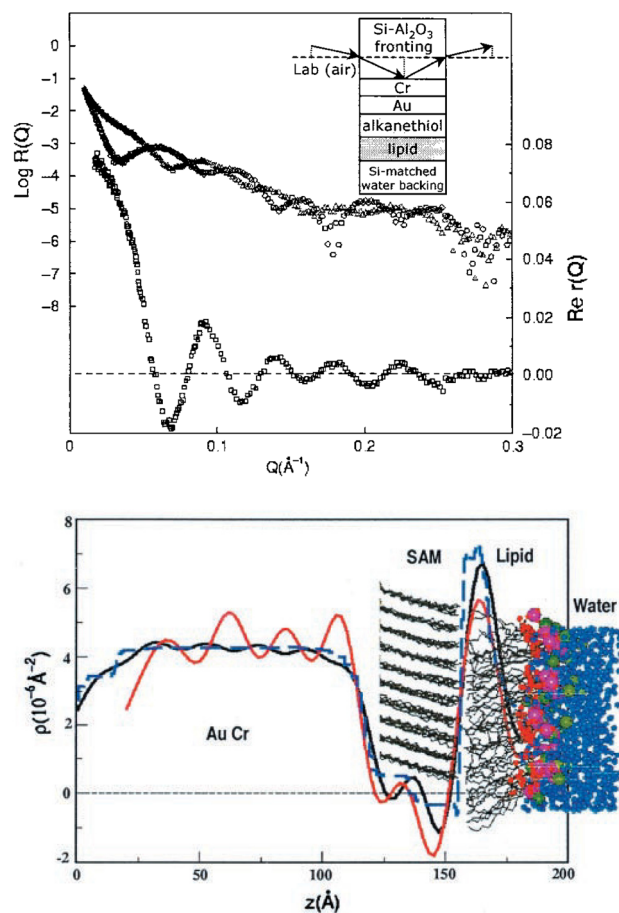 Si-Al₂O₃
fronting
Lab (air)
Cr
Au
alkanethiol
lipid
Si-matched
water backing
Log R(Q)
0
-1
-2
-3
-4
-5
-6
-7
-8
0.08
0.06
0.04
0.02
0.00
-0.02
Re r(Q)
0
0.1
0.2
0.3
Q(Å⁻¹)
ρ(10⁻⁶Å⁻²)
8
6
4
2
0
-2
SAM
Lipid
Water
Au Cr
0
50
100
150
200
z(Å)